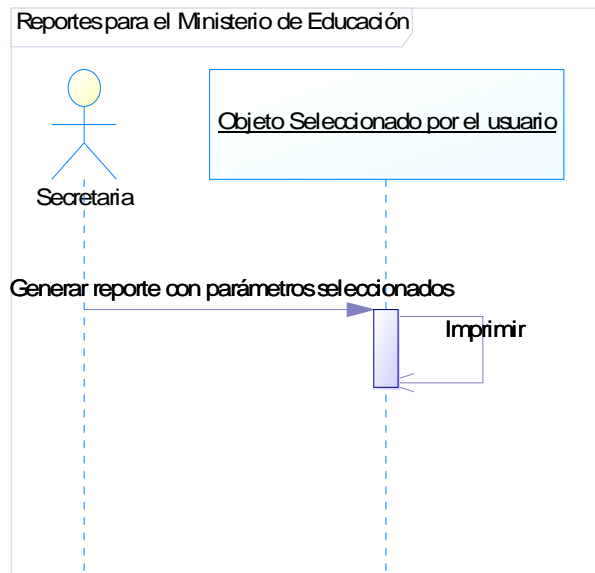 Reportes para el Ministerio de Educación
Objeto Seleccionado por el usuario
Secretaria
Generar reporte con parámetros seleccionados
Imprimir